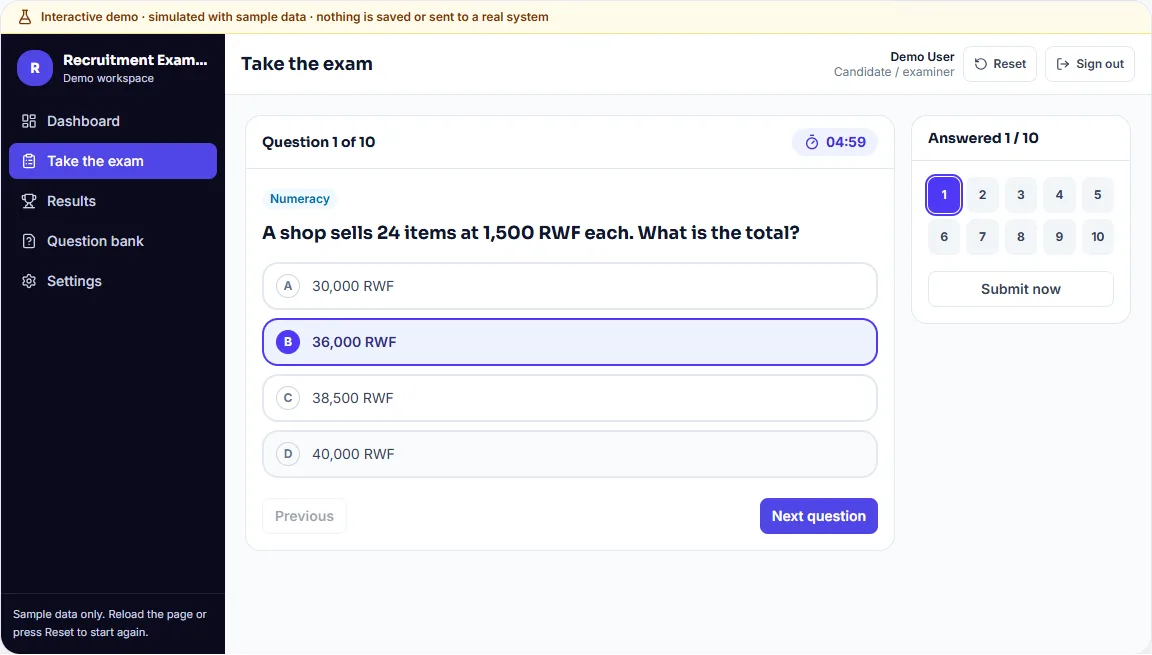 Interactive demo · simulated with sample data · nothing is saved or sent to a real system
R
Recruitment Exam...
Demo workspace
Dashboard
Take the exam
Results
Question bank
Settings
Sample data only. Reload the page or
press Reset to start again.
Take the exam
Demo User
Candidate / examiner
Reset
Sign out
Question 1 of 10
04:59
Numeracy
A shop sells 24 items at 1,500 RWF each. What is the total?
A 30,000 RWF
B 36,000 RWF
C 38,500 RWF
D 40,000 RWF
Previous
Next question
Answered 1 / 10
1 2 3 4 5
6 7 8 9 10
Submit now